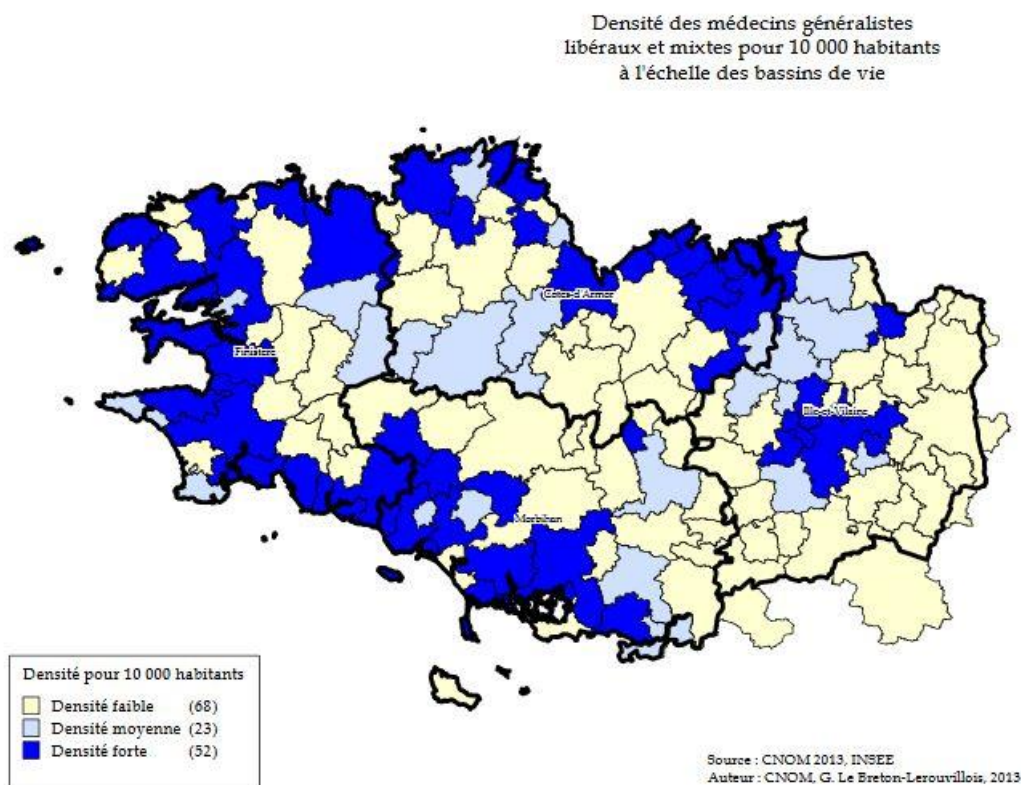 Densité des médecins généralistes
libéraux et mixtes pour 10 000 habitants
à l'échelle des bassins de vie
Côtes-d'Armor
Finistère
Ille-et-Vilaine
Morbihan
Densité pour 10 000 habitants
Densité faible (68)
Densité moyenne (23)
Densité forte (52)
Source : CNOM 2013, INSEE
Auteur : CNOM, G. Le Breton-Lerouvillois, 2013